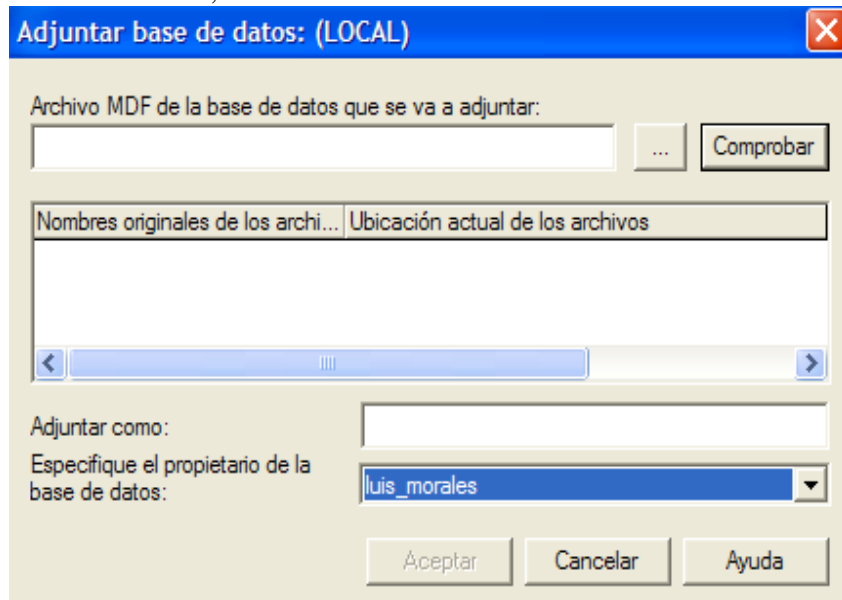 Adjuntar base de datos: (LOCAL)
Archivo MDF de la base de datos que se va a adjuntar:
... Comprobar
Nombres originales de los archi... Ubicación actual de los archivos
Adjuntar como:
Especifique el propietario de la
base de datos:
luis_morales
Aceptar Cancelar Ayuda